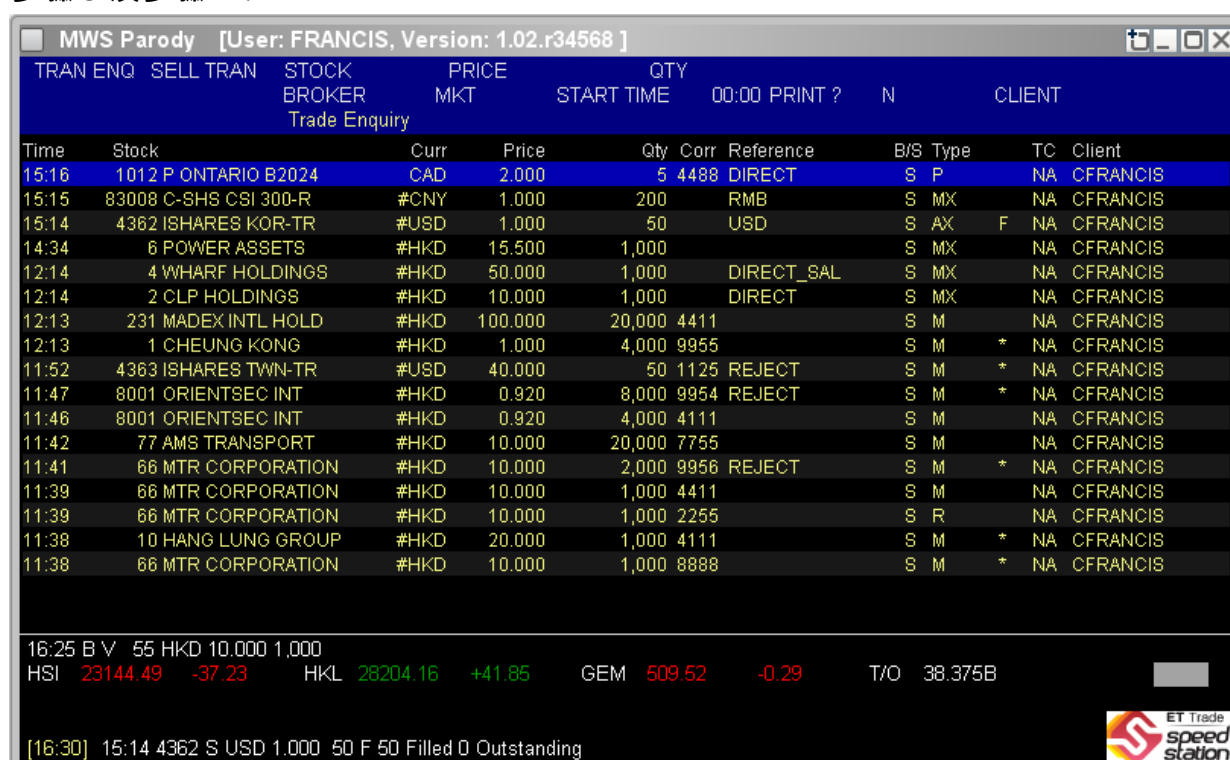 MWS Parody [User: FRANCIS, Version: 1.02.r34568 ]
TRAN ENQ SELL TRAN STOCK PRICE QTY
BROKER MKT START TIME 00:00 PRINT ? N CLIENT
Trade Enquiry
Time Stock Curr Price Qty Corr Reference B/S Type TC Client
15:16 1012 P ONTARIO B2024 CAD 2.000 5 4488 DIRECT S P NA CFRANCIS
15:15 83008 C-SHS CSI 300-R #CNY 1.000 200 RMB S MX NA CFRANCIS
15:14 4362 ISHARES KOR-TR #USD 1.000 50 USD S AX F NA CFRANCIS
14:34 6 POWER ASSETS #HKD 15.500 1,000 S MX NA CFRANCIS
12:14 4 WHARF HOLDINGS #HKD 50.000 1,000 DIRECT_SAL S MX NA CFRANCIS
12:14 2 CLP HOLDINGS #HKD 10.000 1,000 DIRECT S MX NA CFRANCIS
12:13 231 MADEX INTL HOLD #HKD 100.000 20,000 4411 S M NA CFRANCIS
12:13 1 CHEUNG KONG #HKD 1.000 4,000 9955 S M * NA CFRANCIS
11:52 4363 ISHARES TWN-TR #USD 40.000 50 1125 REJECT S M * NA CFRANCIS
11:47 8001 ORIENTSEC INT #HKD 0.920 8,000 9954 REJECT S M * NA CFRANCIS
11:46 8001 ORIENTSEC INT #HKD 0.920 4,000 4111 S M NA CFRANCIS
11:42 77 AMS TRANSPORT #HKD 10.000 20,000 7755 S M NA CFRANCIS
11:41 66 MTR CORPORATION #HKD 10.000 2,000 9956 REJECT S M * NA CFRANCIS
11:39 66 MTR CORPORATION #HKD 10.000 1,000 4411 S M NA CFRANCIS
11:39 66 MTR CORPORATION #HKD 10.000 1,000 2255 S R NA CFRANCIS
11:38 10 HANG LUNG GROUP #HKD 20.000 1,000 4111 S M * NA CFRANCIS
11:38 66 MTR CORPORATION #HKD 10.000 1,000 8888 S M * NA CFRANCIS
16:25 B V 55 HKD 10.000 1,000
HSI 23144.49 -37.23 HKL 28204.16 +41.85 GEM 509.52 -0.29 T/O 38.375B
[16:30] 15:14 4362 S USD 1.000 50 F 50 Filled 0 Outstanding
ET Trade
speed
station